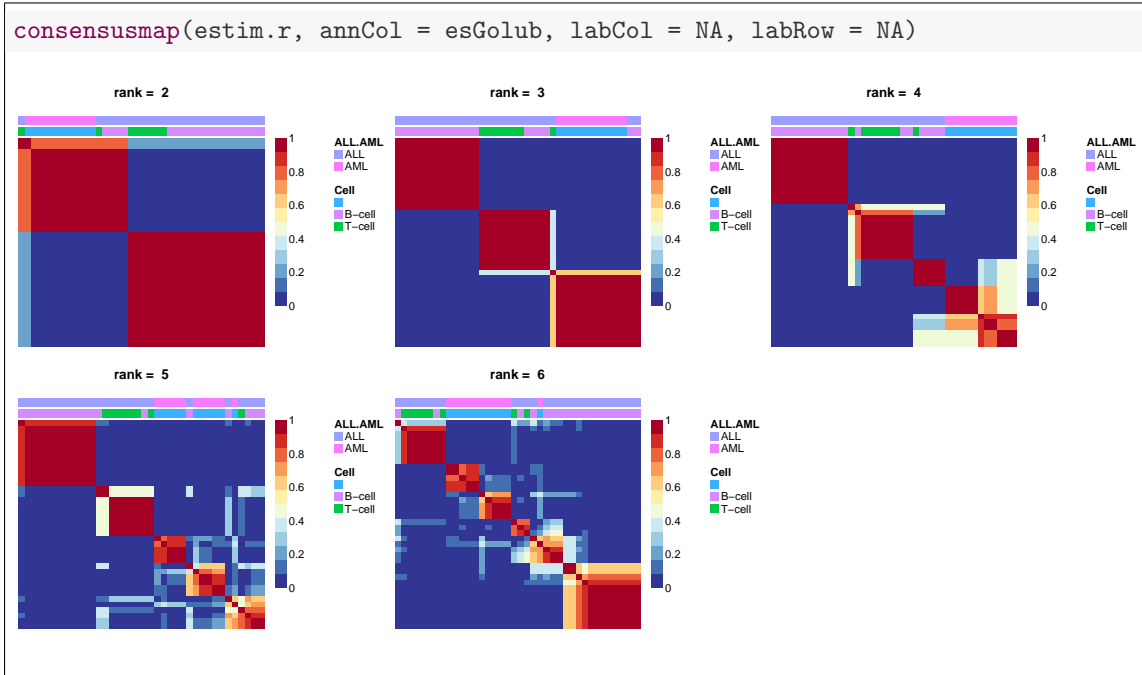 consensusmap(estim.r, annCol = esGolub, labCol = NA, labRow = NA)
rank = 2
1
0.8
0.6
0.4
0.2
0
ALL.AML
ALL
AML
Cell
B−cell
T−cell
rank = 3
1
0.8
0.6
0.4
0.2
0
ALL.AML
ALL
AML
Cell
B−cell
T−cell
rank = 4
1
0.8
0.6
0.4
0.2
0
ALL.AML
ALL
AML
Cell
B−cell
T−cell
rank = 5
1
0.8
0.6
0.4
0.2
0
ALL.AML
ALL
AML
Cell
B−cell
T−cell
rank = 6
1
0.8
0.6
0.4
0.2
0
ALL.AML
ALL
AML
Cell
B−cell
T−cell